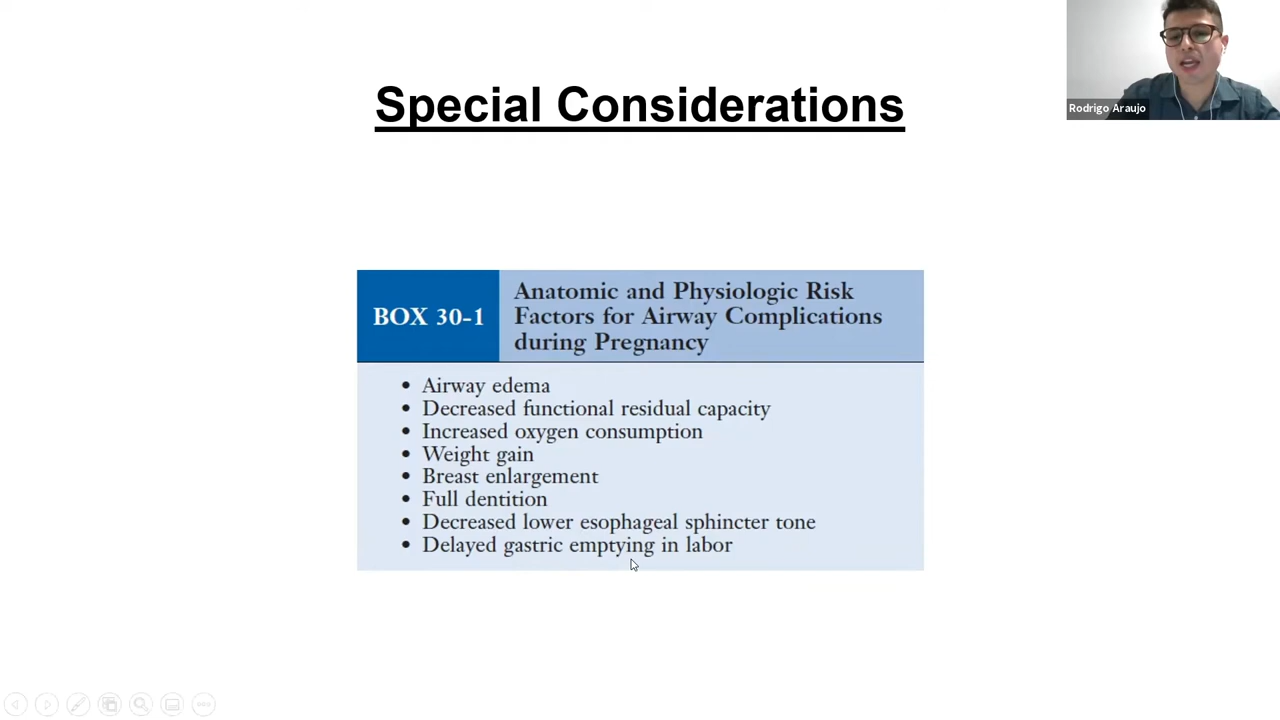 Special Considerations
Rodrigo Araujo
BOX 30-1
Anatomic and Physiologic Risk
Factors for Airway Complications
during Pregnancy
• Airway edema
• Decreased functional residual capacity
• Increased oxygen consumption
• Weight gain
• Breast enlargement
• Full dentition
• Decreased lower esophageal sphincter tone
• Delayed gastric emptying in labor